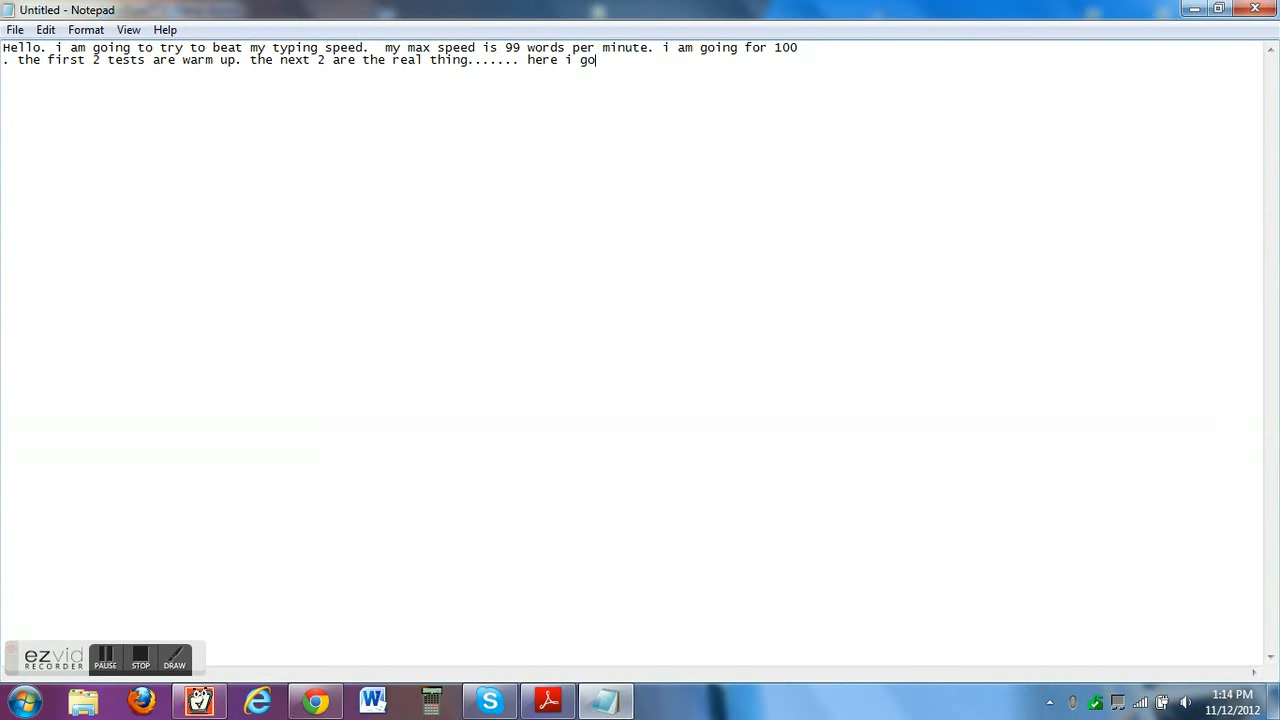 Untitled - Notepad
File Edit Format View Help
Hello. i am going to try to beat my typing speed.  my max speed is 99 words per minute. i am going for 100
. the first 2 tests are warm up. the next 2 are the real thing....... here i go
ezvid
RECORDER
PAUSE STOP DRAW
1:14 PM
11/12/2012